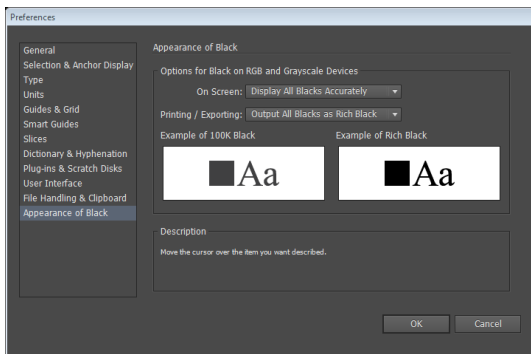 Preferences
General
Selection & Anchor Display
Type
Units
Guides & Grid
Smart Guides
Slices
Dictionary & Hyphenation
Plug-ins & Scratch Disks
User Interface
File Handling & Clipboard
Appearance of Black
Appearance of Black
Options for Black on RGB and Grayscale Devices
On Screen: Display All Blacks Accurately
Printing / Exporting: Output All Blacks as Rich Black
Example of 100K Black
Example of Rich Black
Aa
Aa
Description
Move the cursor over the item you want described.
OK
Cancel